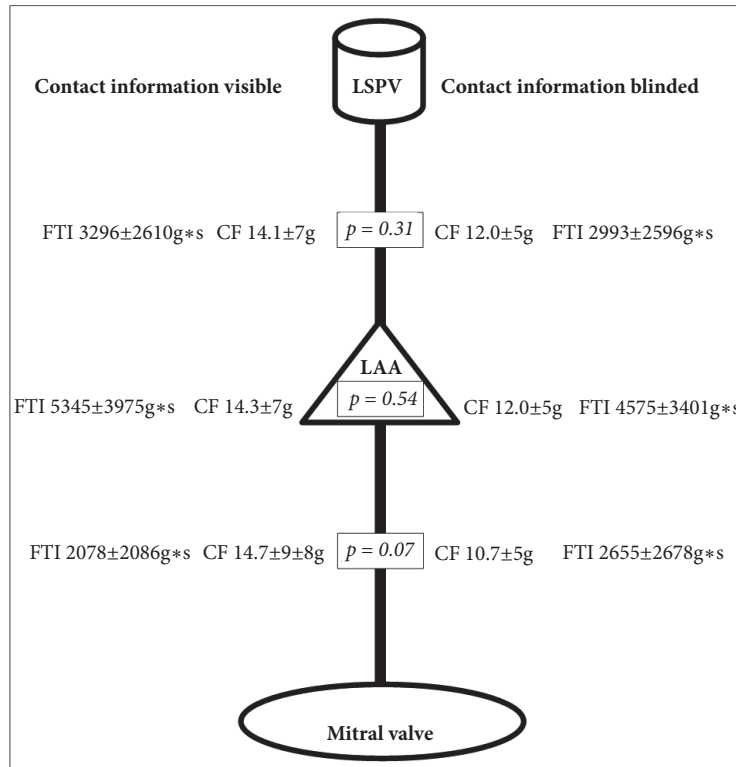 LSPV
Contact information visible Contact information blinded
FTI 3296±2610g∗s CF 14.1±7g p = 0.31 CF 12.0±5g FTI 2993±2596g∗s
LAA
FTI 5345±3975g∗s CF 14.3±7g p = 0.54 CF 12.0±5g FTI 4575±3401g∗s
FTI 2078±2086g∗s CF 14.7±9±8g p = 0.07 CF 10.7±5g FTI 2655±2678g∗s
Mitral valve